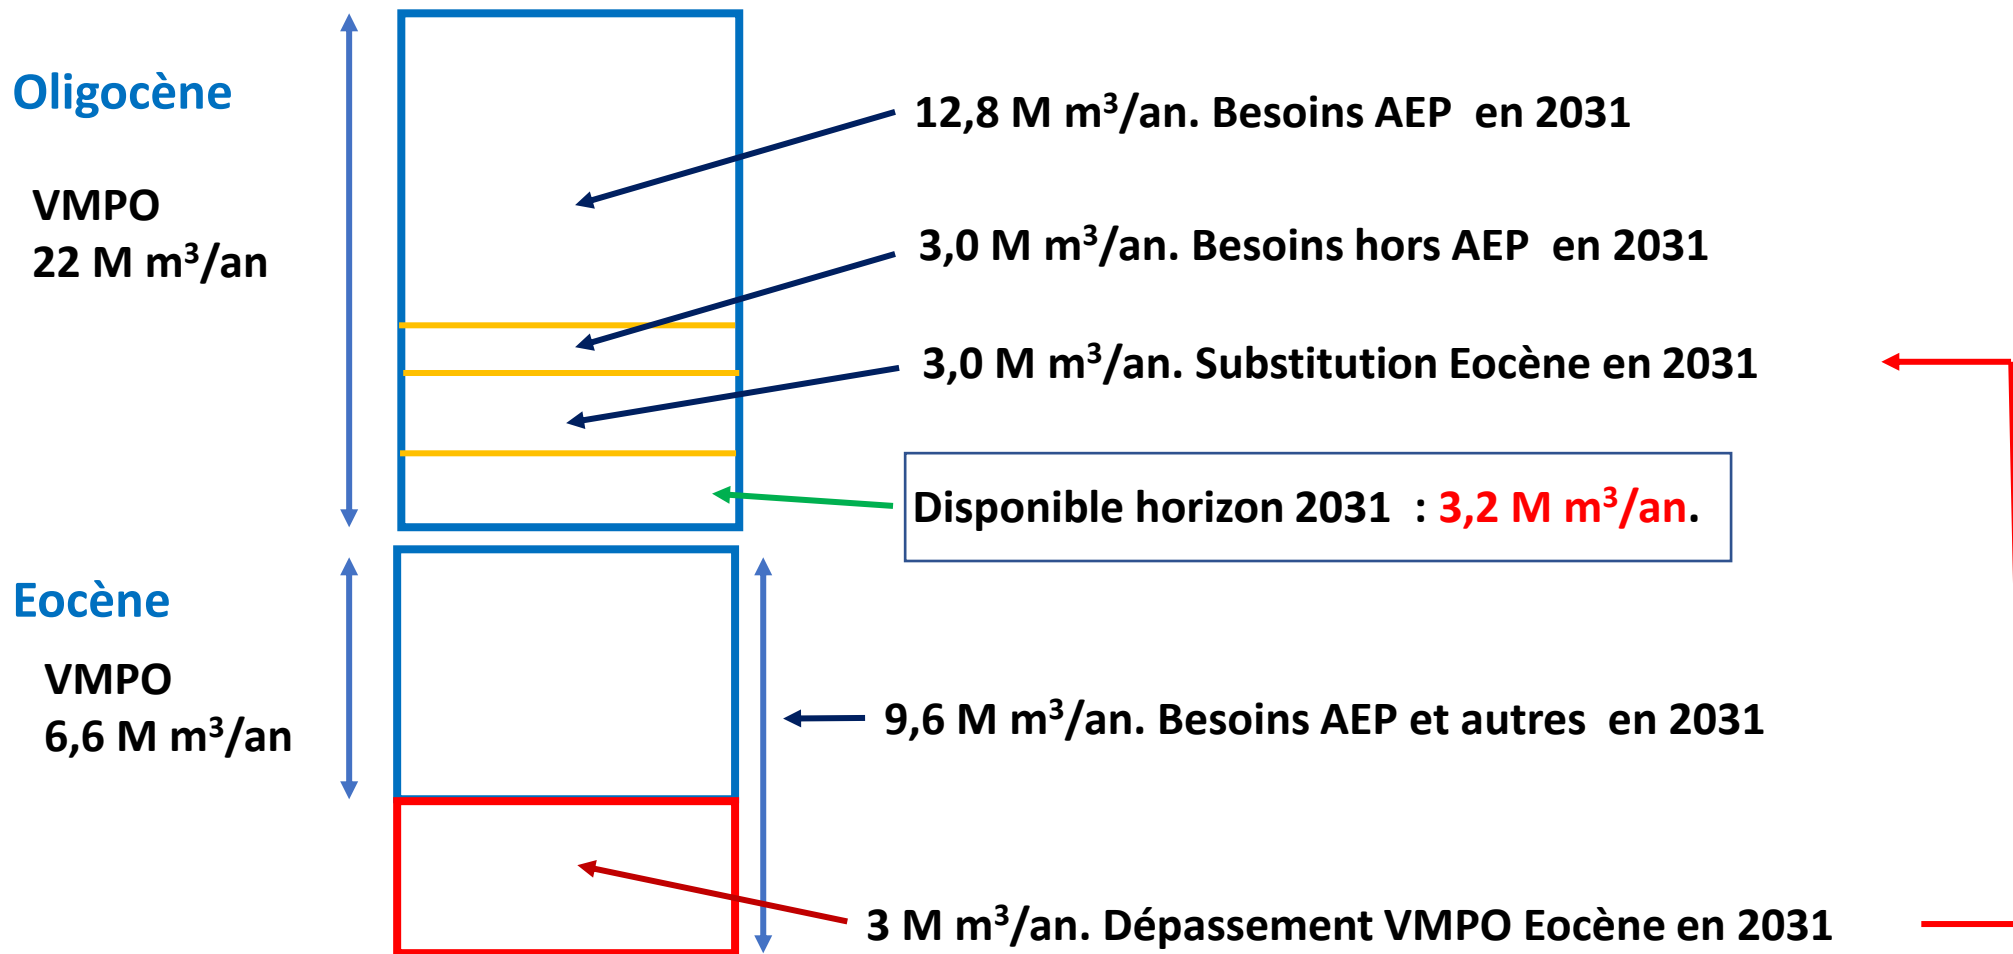 Oligocène
VMPO
22 M m³/an
12,8 M m³/an. Besoins AEP  en 2031
3,0 M m³/an. Besoins hors AEP  en 2031
3,0 M m³/an. Substitution Eocène en 2031
Disponible horizon 2031  : 3,2 M m³/an.
Eocène
VMPO
6,6 M m³/an
9,6 M m³/an. Besoins AEP et autres  en 2031
3 M m³/an. Dépassement VMPO Eocène en 2031